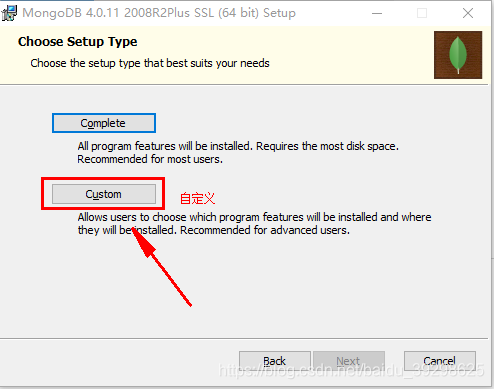 MongoDB 4.0.11 2008R2Plus SSL (64 bit) Setup
Choose Setup Type
Choose the setup type that best suits your needs
Complete
All program features will be installed. Requires the most disk space.
Recommended for most users.
Custom
自定义
Allows users to choose which program features will be installed and where
they will be installed. Recommended for advanced users.
Back Next Cancel
https://blog.csdn.net/baidu_39298625